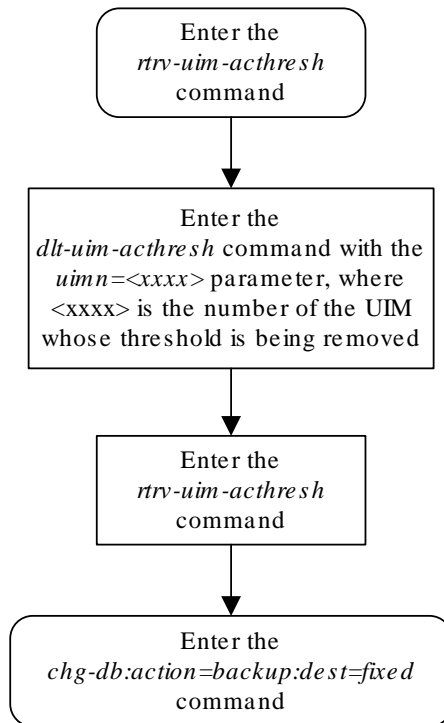 Enter the
rtrv-uim-acthresh
command
Enter the
dlt-uim-acthresh command with the
uimn=<xxxx> parameter, where
<xxxx> is the number of the UIM
whose threshold is being removed
Enter the
rtrv-uim-acthresh
command
Enter the
chg-db:action=backup:dest=fixed
command